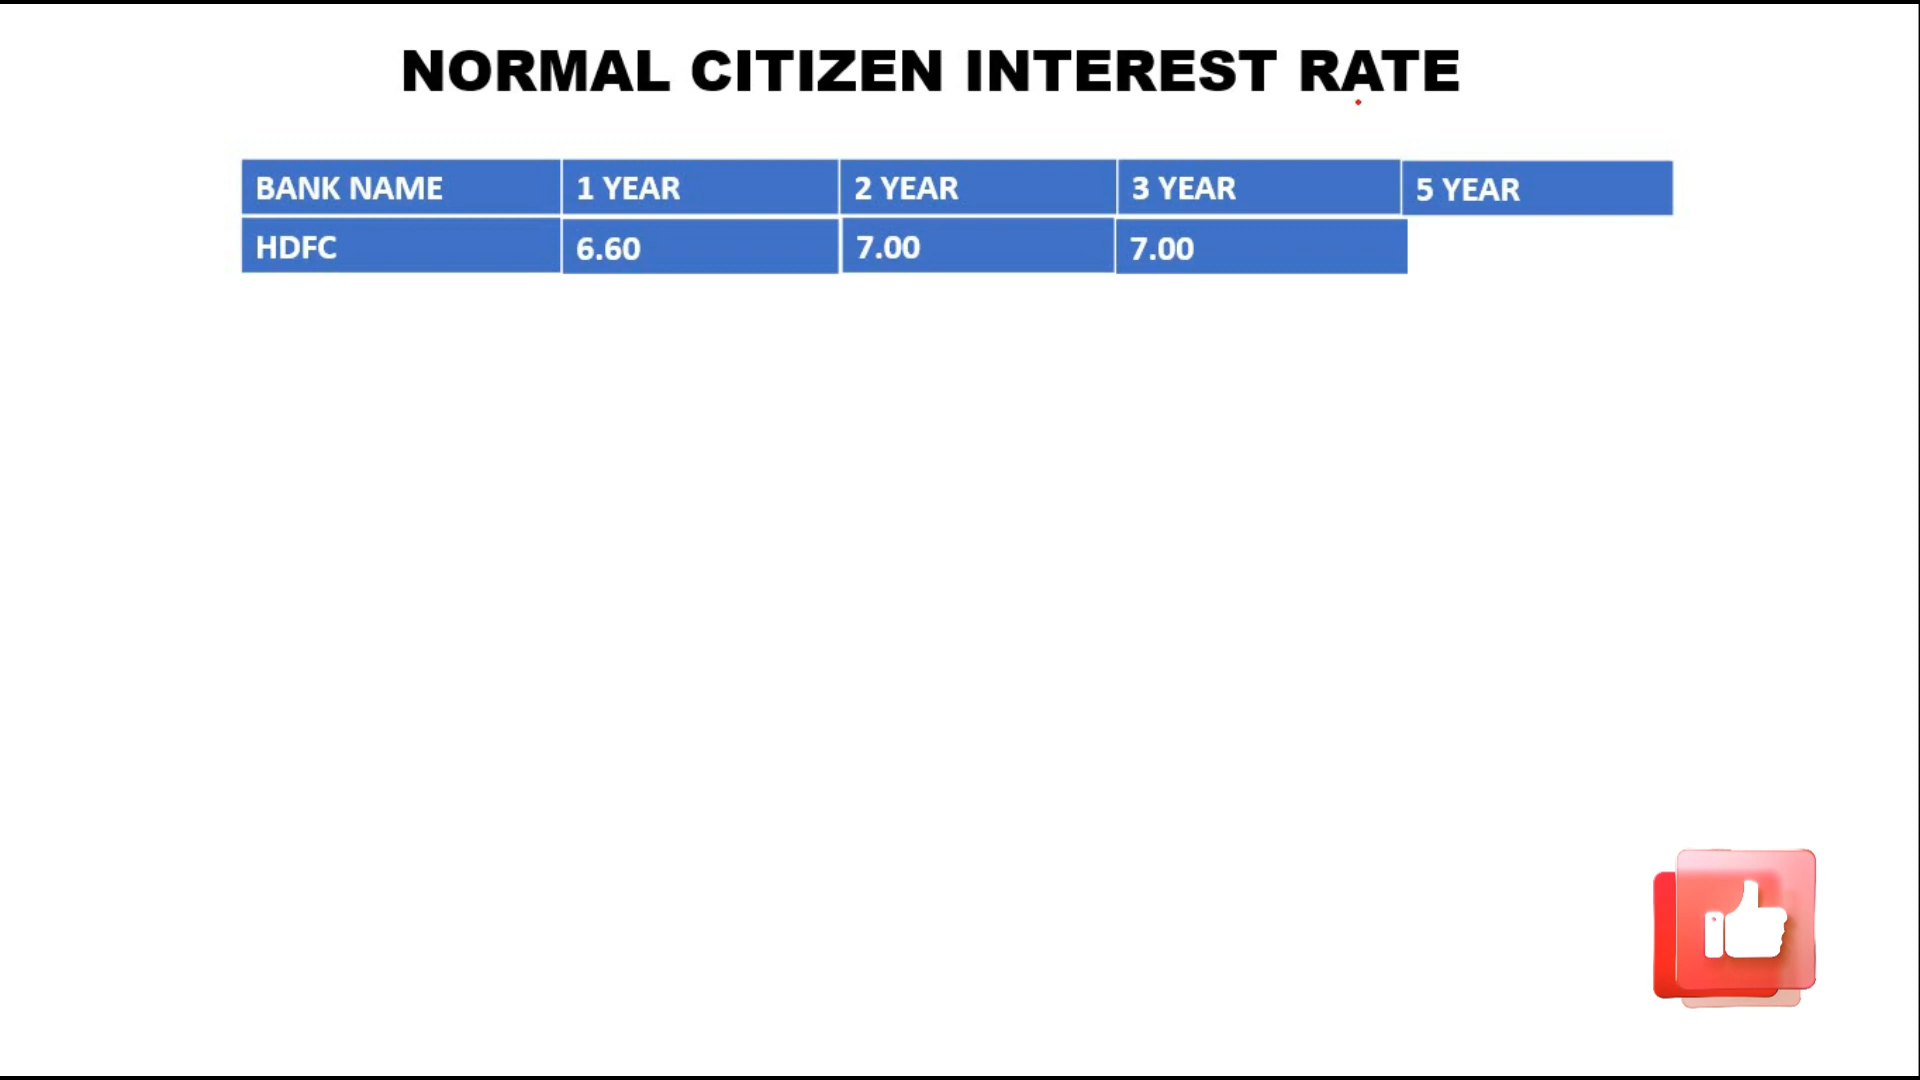 NORMAL CITIZEN INTEREST RATE
BANK NAME 1 YEAR 2 YEAR 3 YEAR 5 YEAR
HDFC 6.60 7.00 7.00